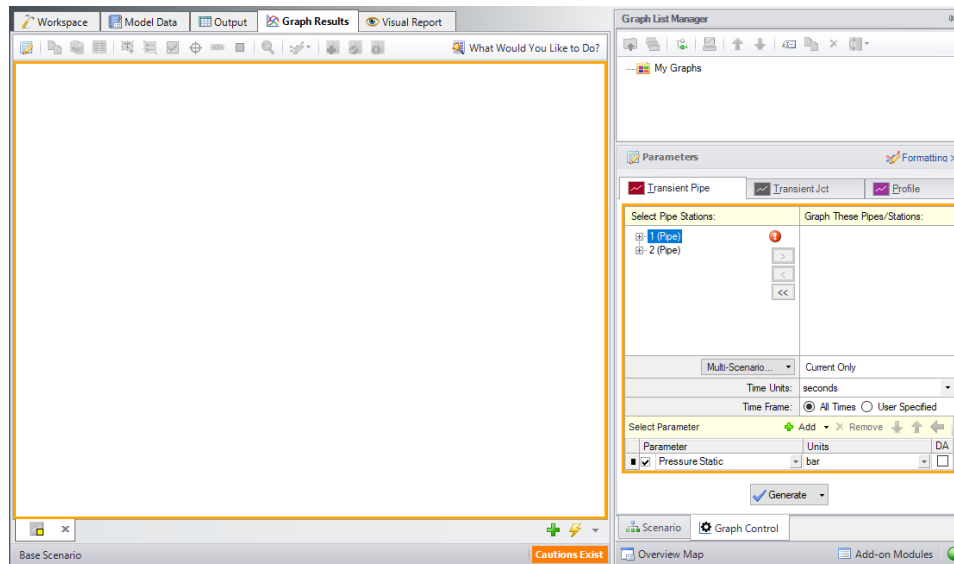 Workspace Model Data Output Graph Results Visual Report
What Would You Like to Do?
Base Scenario Cautions Exist
Graph List Manager
My Graphs
Parameters Formatting >
Transient Pipe Transient Jct Profile
Select Pipe Stations: Graph These Pipes/Stations:
1 (Pipe)
2 (Pipe)
>
<
<<
Multi-Scenario... Current Only
Time Units: seconds
Time Frame: All Times User Specified
Select Parameter Add Remove
Parameter Units DA
Pressure Static bar
Generate
Scenario Graph Control
Overview Map Add-on Modules